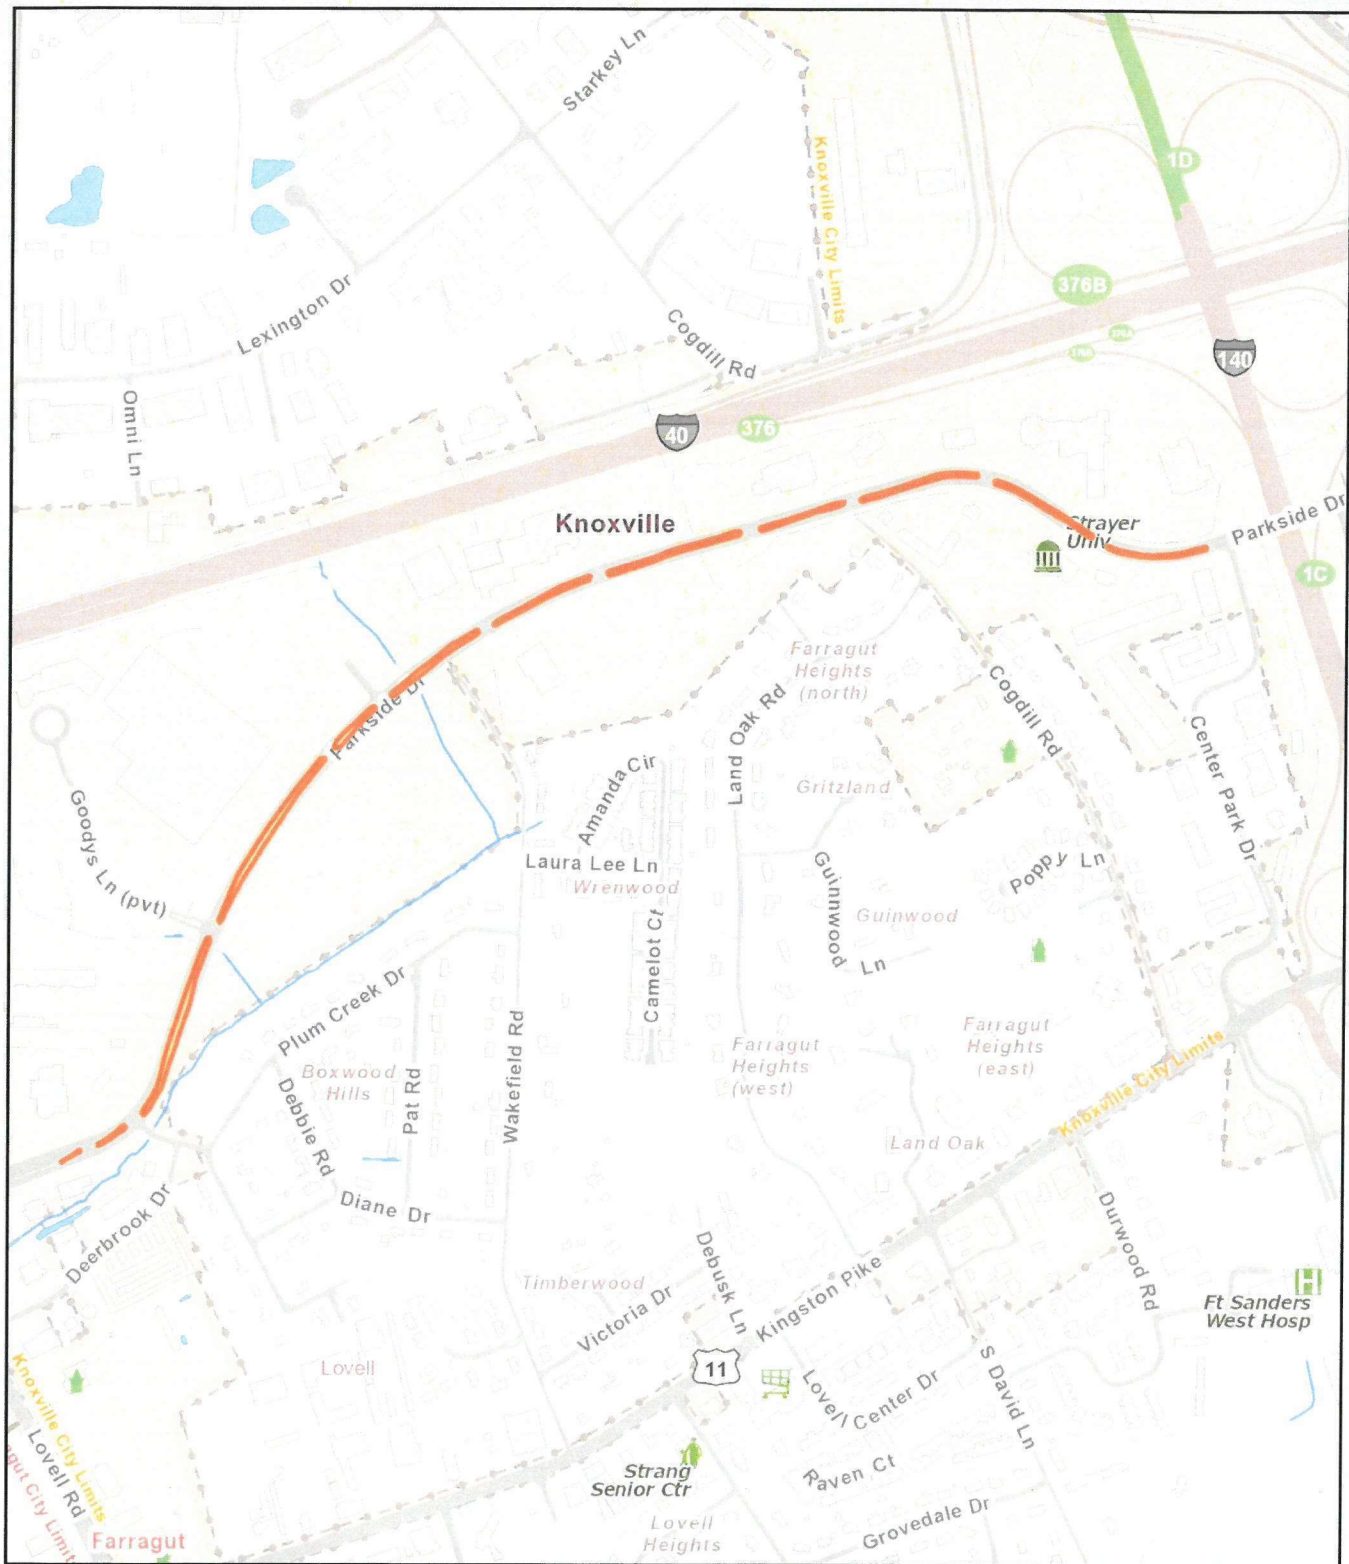 Starkey Ln
Knoxville City Limits
1D
Lexington Dr
Cogdill Rd
376B
376A
376B
140
Omni Ln
40
376
Knoxville
Strayer
Univ
Parkside Dr
1C
Farragut
Heights
(north)
Parkside Dr
Land Oak Rd
Cogdill Rd
Center Park Dr
Amanda Cir
Gritzland
Goodys Ln (pvt)
Laura Lee Ln
Wrenwood
Guinnwood Ln
Poppy Ln
Guinwood
Camelot Ct
Plum Creek Dr
Boxwood
Hills
Pat Rd
Debbie Rd
Wakefield Rd
Farragut
Heights
(west)
Farragut
Heights
(east)
Knoxville City Limits
Land Oak
Diane Dr
Deerbrook Dr
Durwood Rd
Debusk Ln
Timberwood
Victoria Dr
Kingston Pike
H
Ft Sanders
West Hosp
11
Lovell
Lovell Center Dr
S David Ln
Knoxville City Limits
Lovell Rd
gut City Limit
Farragut
Strang
Senior Ctr
Raven Ct
Lovell
Heights
Grovedale Dr